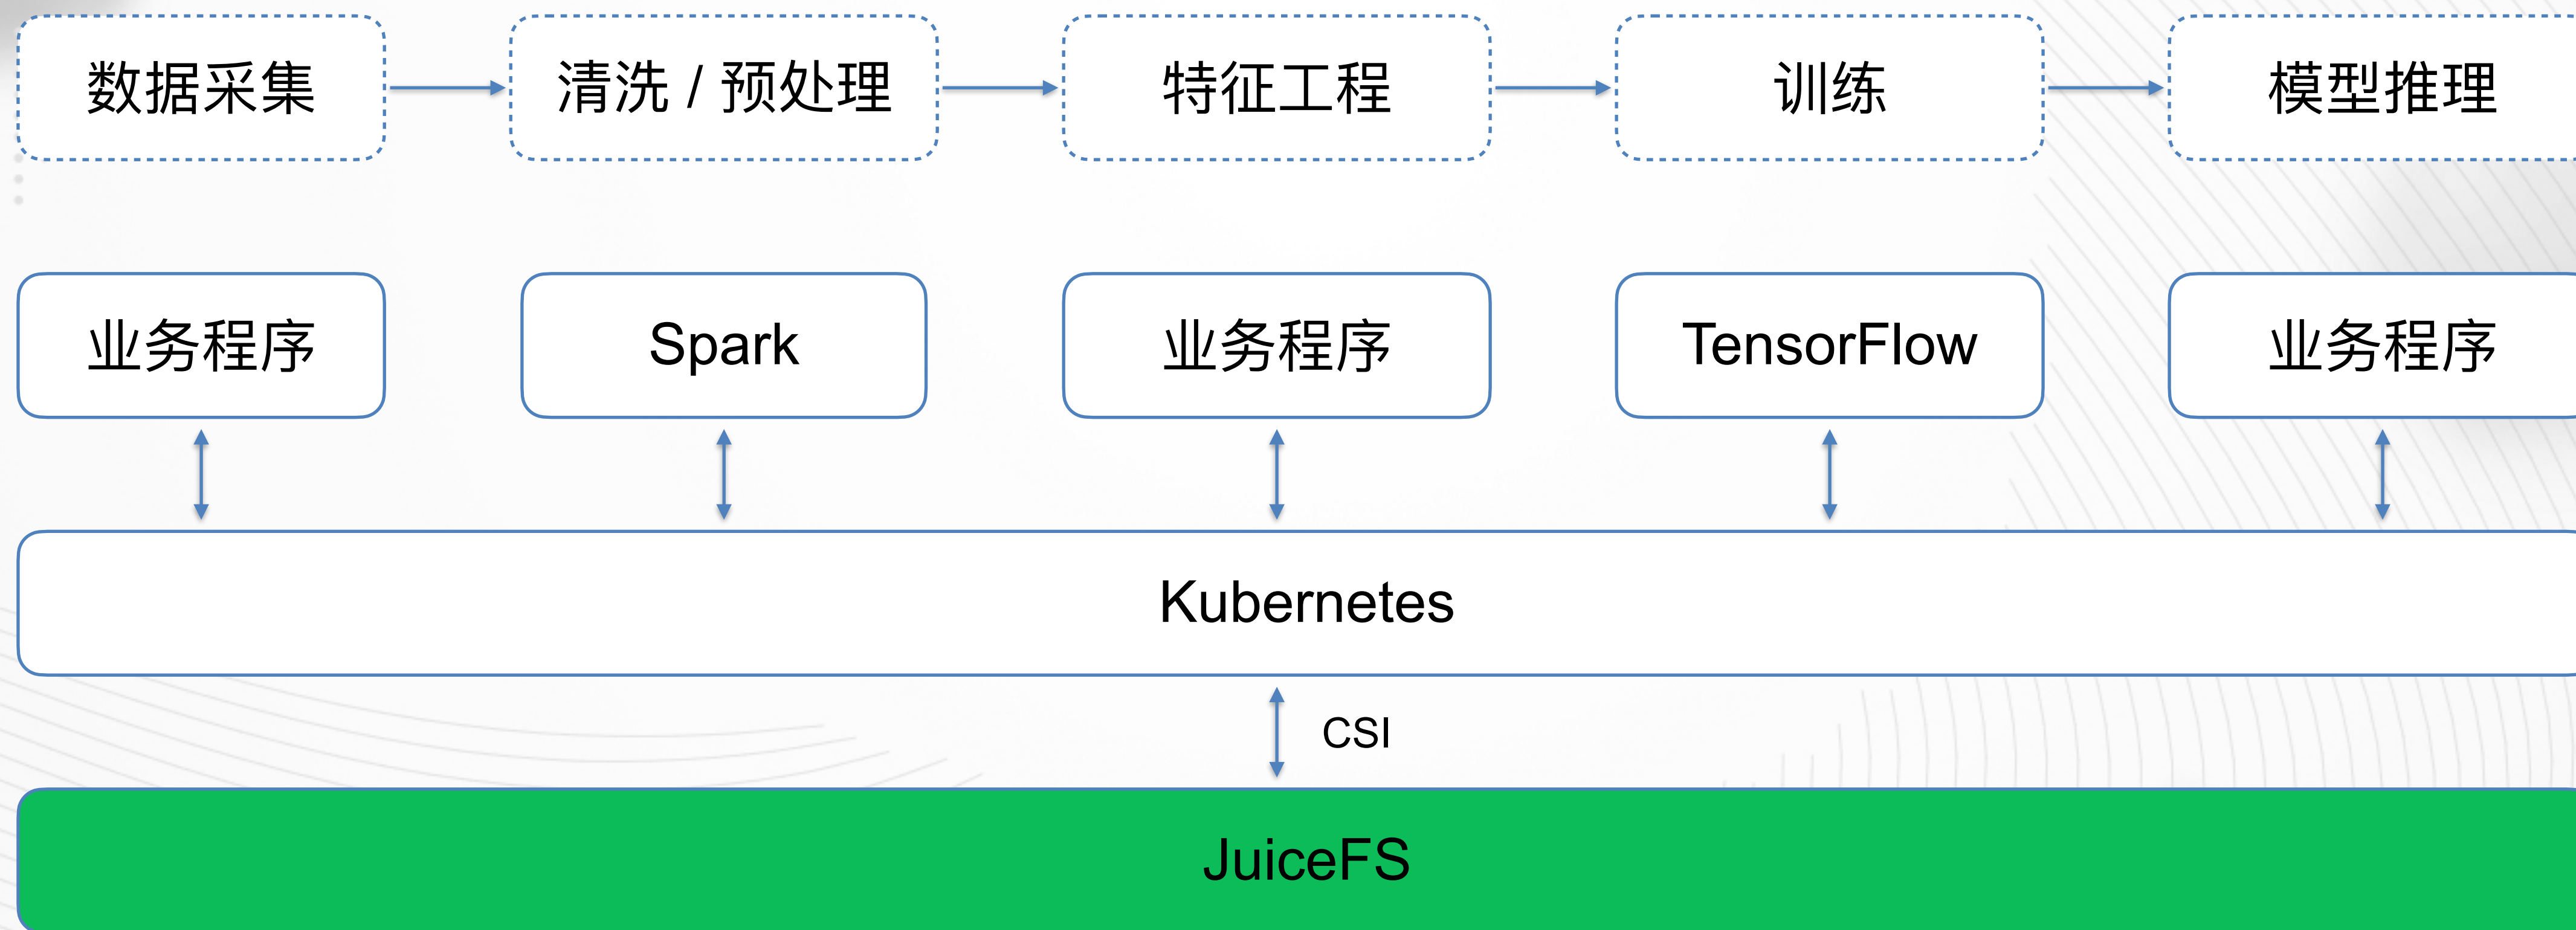 数据采集
清洗 / 预处理
特征工程
训练
模型推理
业务程序
Spark
业务程序
TensorFlow
业务程序
Kubernetes
CSI
JuiceFS